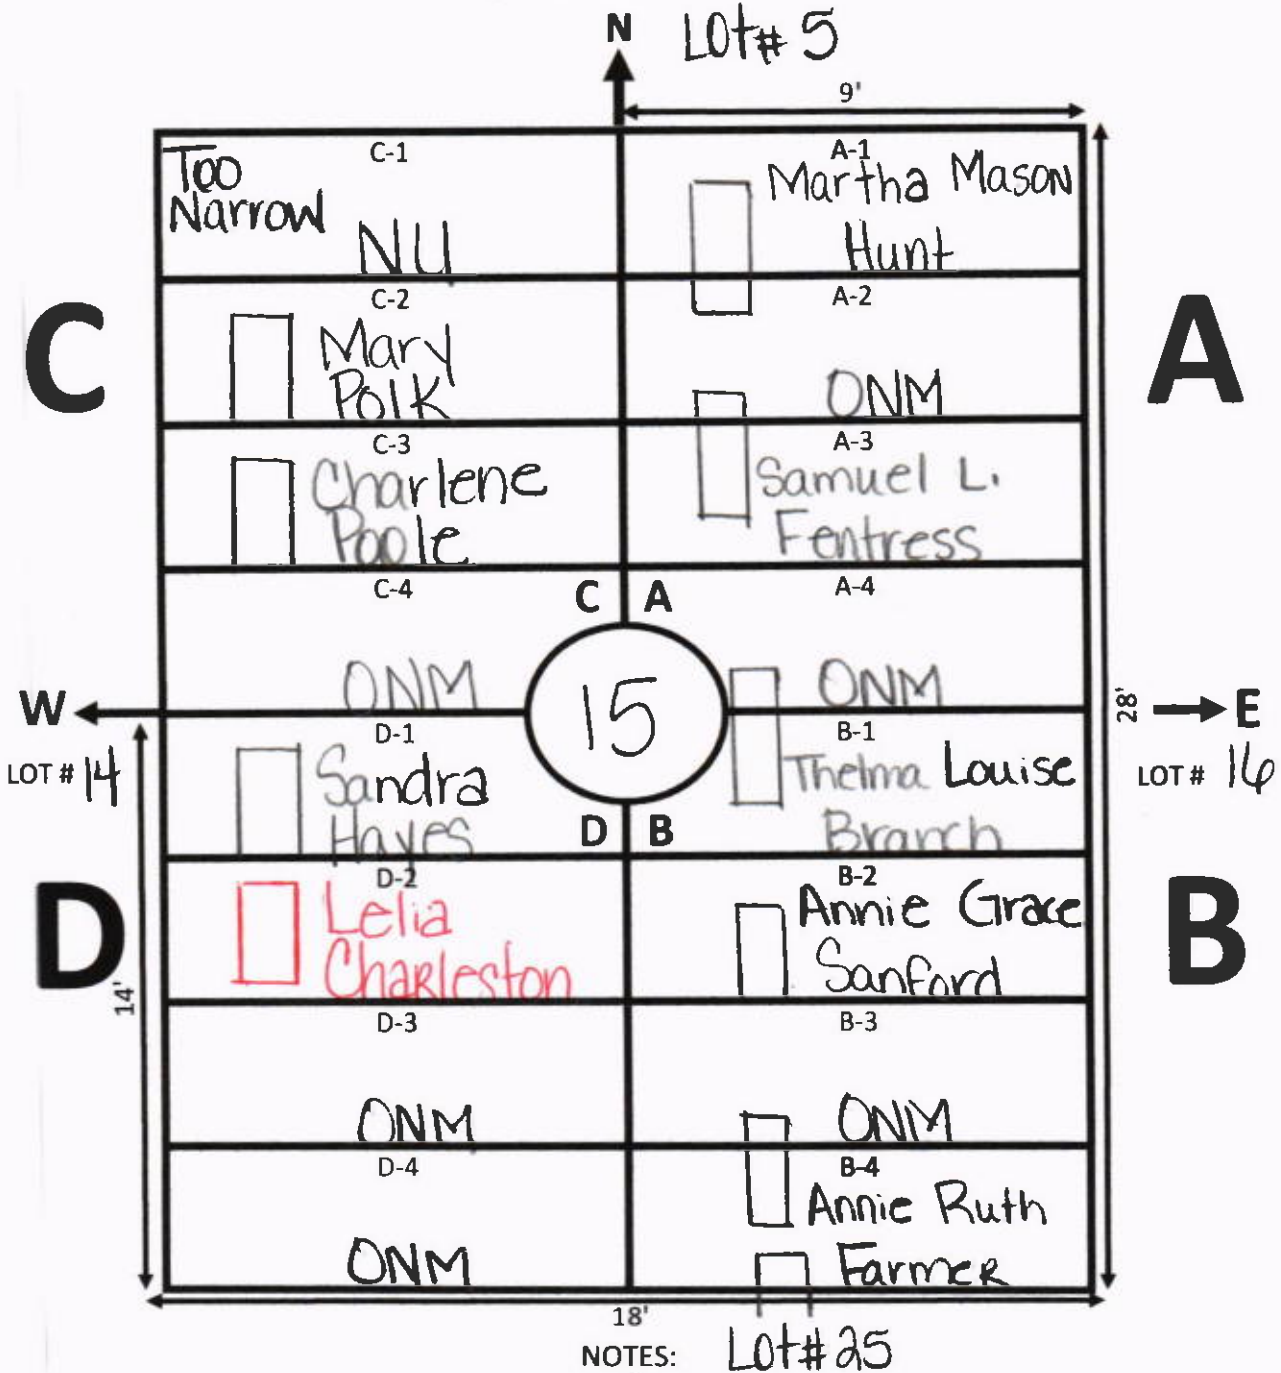 N LOt# 5
9'
C-1 A-1
Too
Narrow
NU
Martha Mason
Hunt
C A
C-2 A-2
Mary
Polk
ONM
C-3 A-3
Charlene
Poole
Samuel L.
Fentress
C-4 C A A-4
ONM ONM
W 15 28' E
LOT # 14 LOT # 16
D-1 B-1
Sandra
Hayes
Thelma Louise
Branch
D B
D-2 B-2
Lelia
Charleston
Annie Grace
Sanford
D B
14'
D-3 B-3
ONM ONM
D-4 B-4
ONM
Annie Ruth
Farmer
18'
NOTES: LOt#25